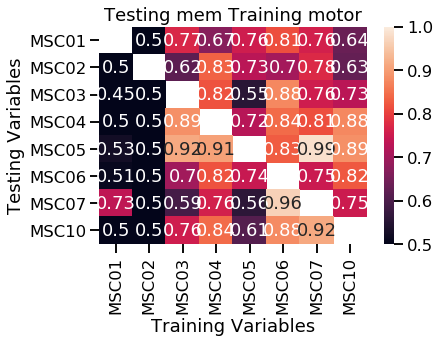 Testing mem Training motor
Testing Variables
MSC01 0.5 0.77 0.67 0.76 0.81 0.76 0.64
MSC02 0.5 0.62 0.83 0.73 0.7 0.78 0.63
MSC03 0.45 0.5 0.82 0.55 0.88 0.76 0.73
MSC04 0.5 0.5 0.89 0.72 0.84 0.81 0.88
MSC05 0.53 0.5 0.92 0.91 0.83 0.99 0.89
MSC06 0.51 0.5 0.7 0.82 0.74 0.75 0.82
MSC07 0.73 0.5 0.59 0.76 0.56 0.96 0.75
MSC10 0.5 0.5 0.76 0.84 0.61 0.88 0.92
MSC01 MSC02 MSC03 MSC04 MSC05 MSC06 MSC07 MSC10
Training Variables
1.0
0.9
0.8
0.7
0.6
0.5